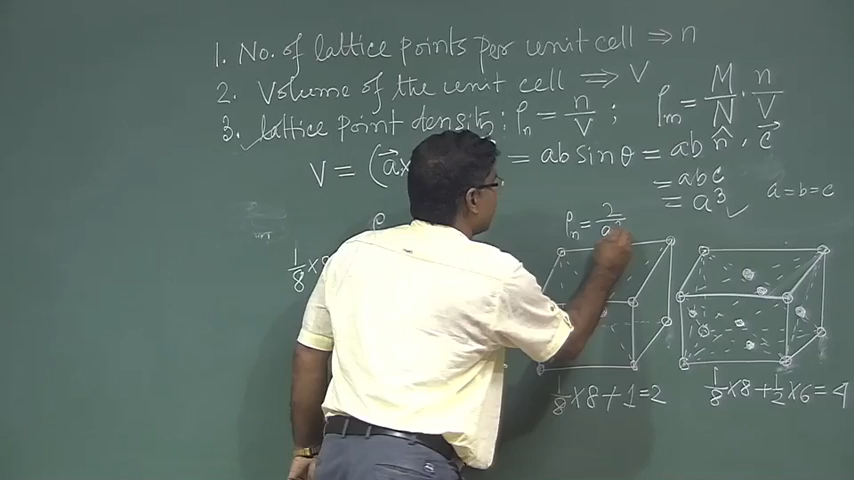 1. No. of lattice points per unit cell ⇒ n
2. Volume of the unit cell ⇒ V
3. lattice point density: ρn = n/V ; ρm = M/N · n/V
V = (a⃗x = ab Sin θ = ab n̂ · c⃗
= abc
= a³ ✓ a = b = c
ρ ρn = 2/a³
1/8 x 8
1/8 x 8 + 1 = 2 1/8 x 8 + 1/2 x 6 = 4